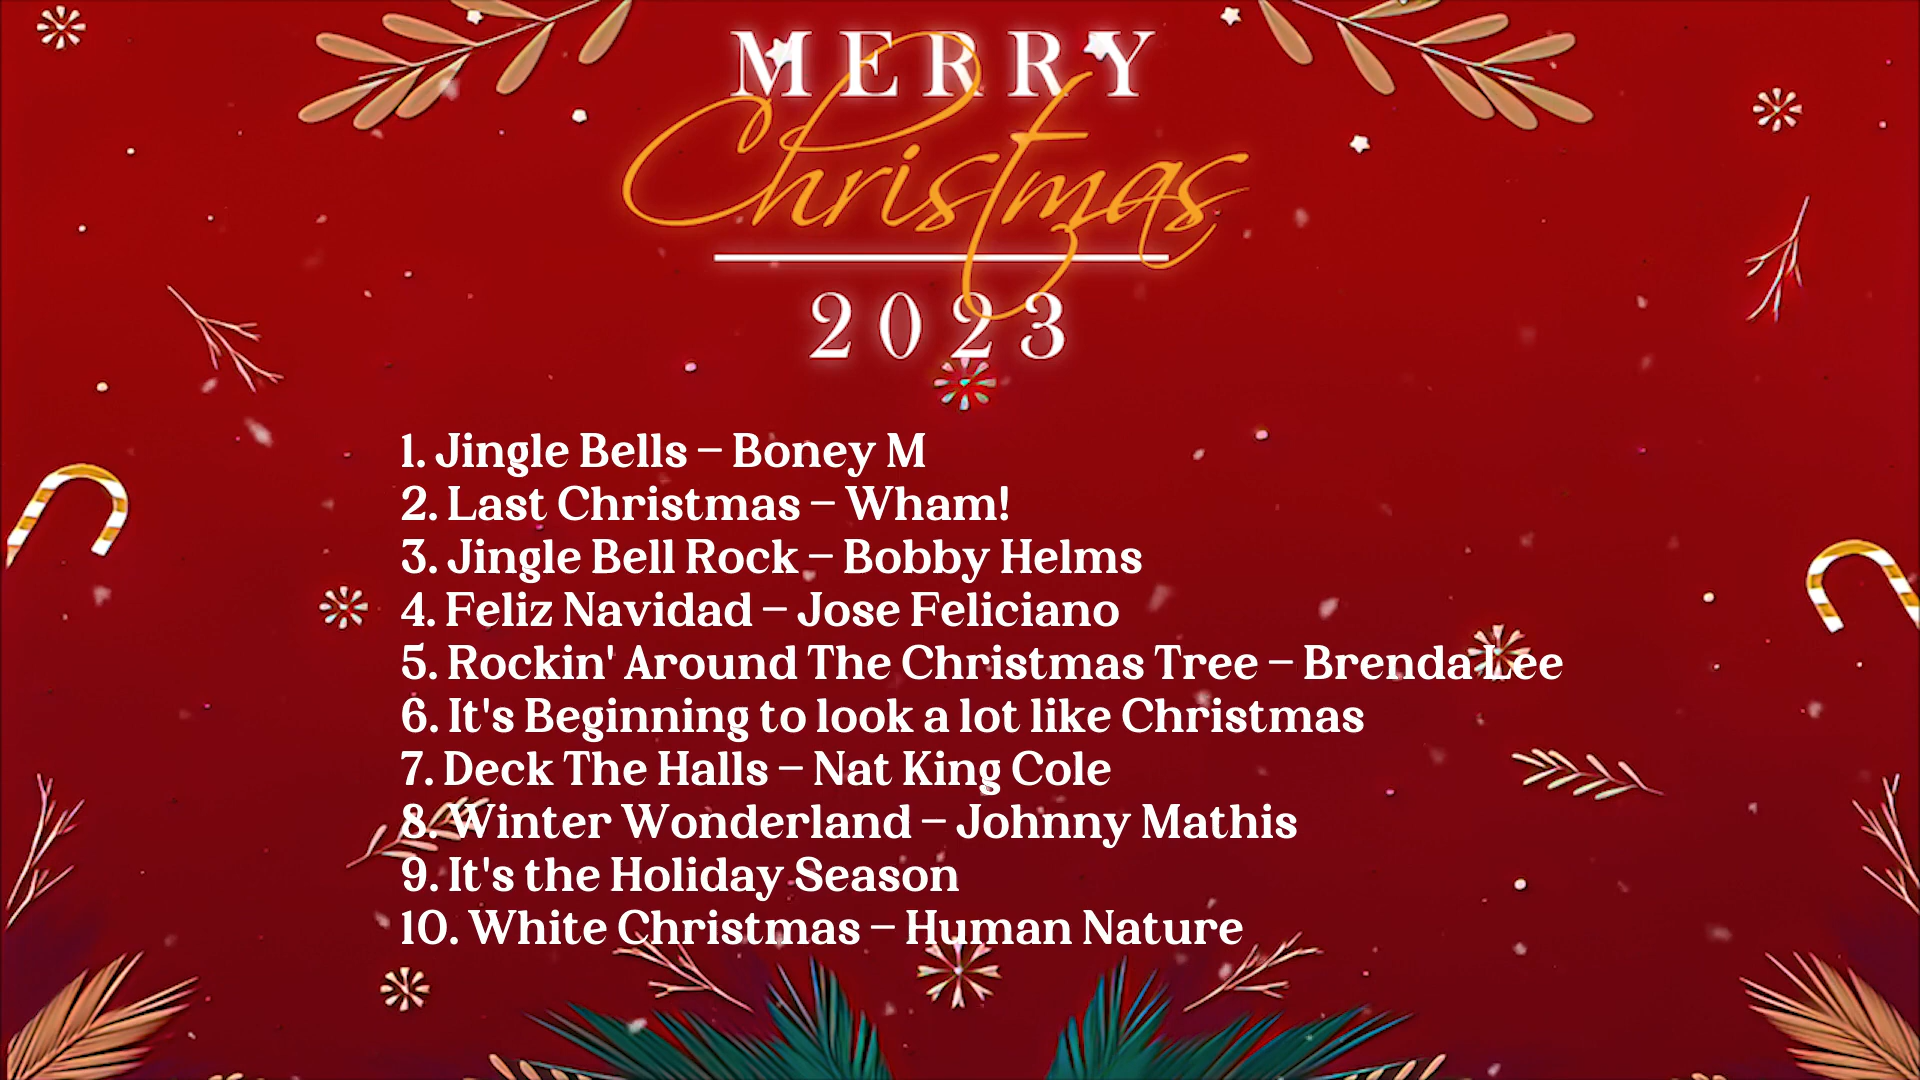 MERRY
Christmas
2023
1. Jingle Bells – Boney M
2. Last Christmas – Wham!
3. Jingle Bell Rock – Bobby Helms
4. Feliz Navidad – Jose Feliciano
5. Rockin' Around The Christmas Tree – Brenda Lee
6. It's Beginning to look a lot like Christmas
7. Deck The Halls – Nat King Cole
8. Winter Wonderland – Johnny Mathis
9. It's the Holiday Season
10. White Christmas – Human Nature